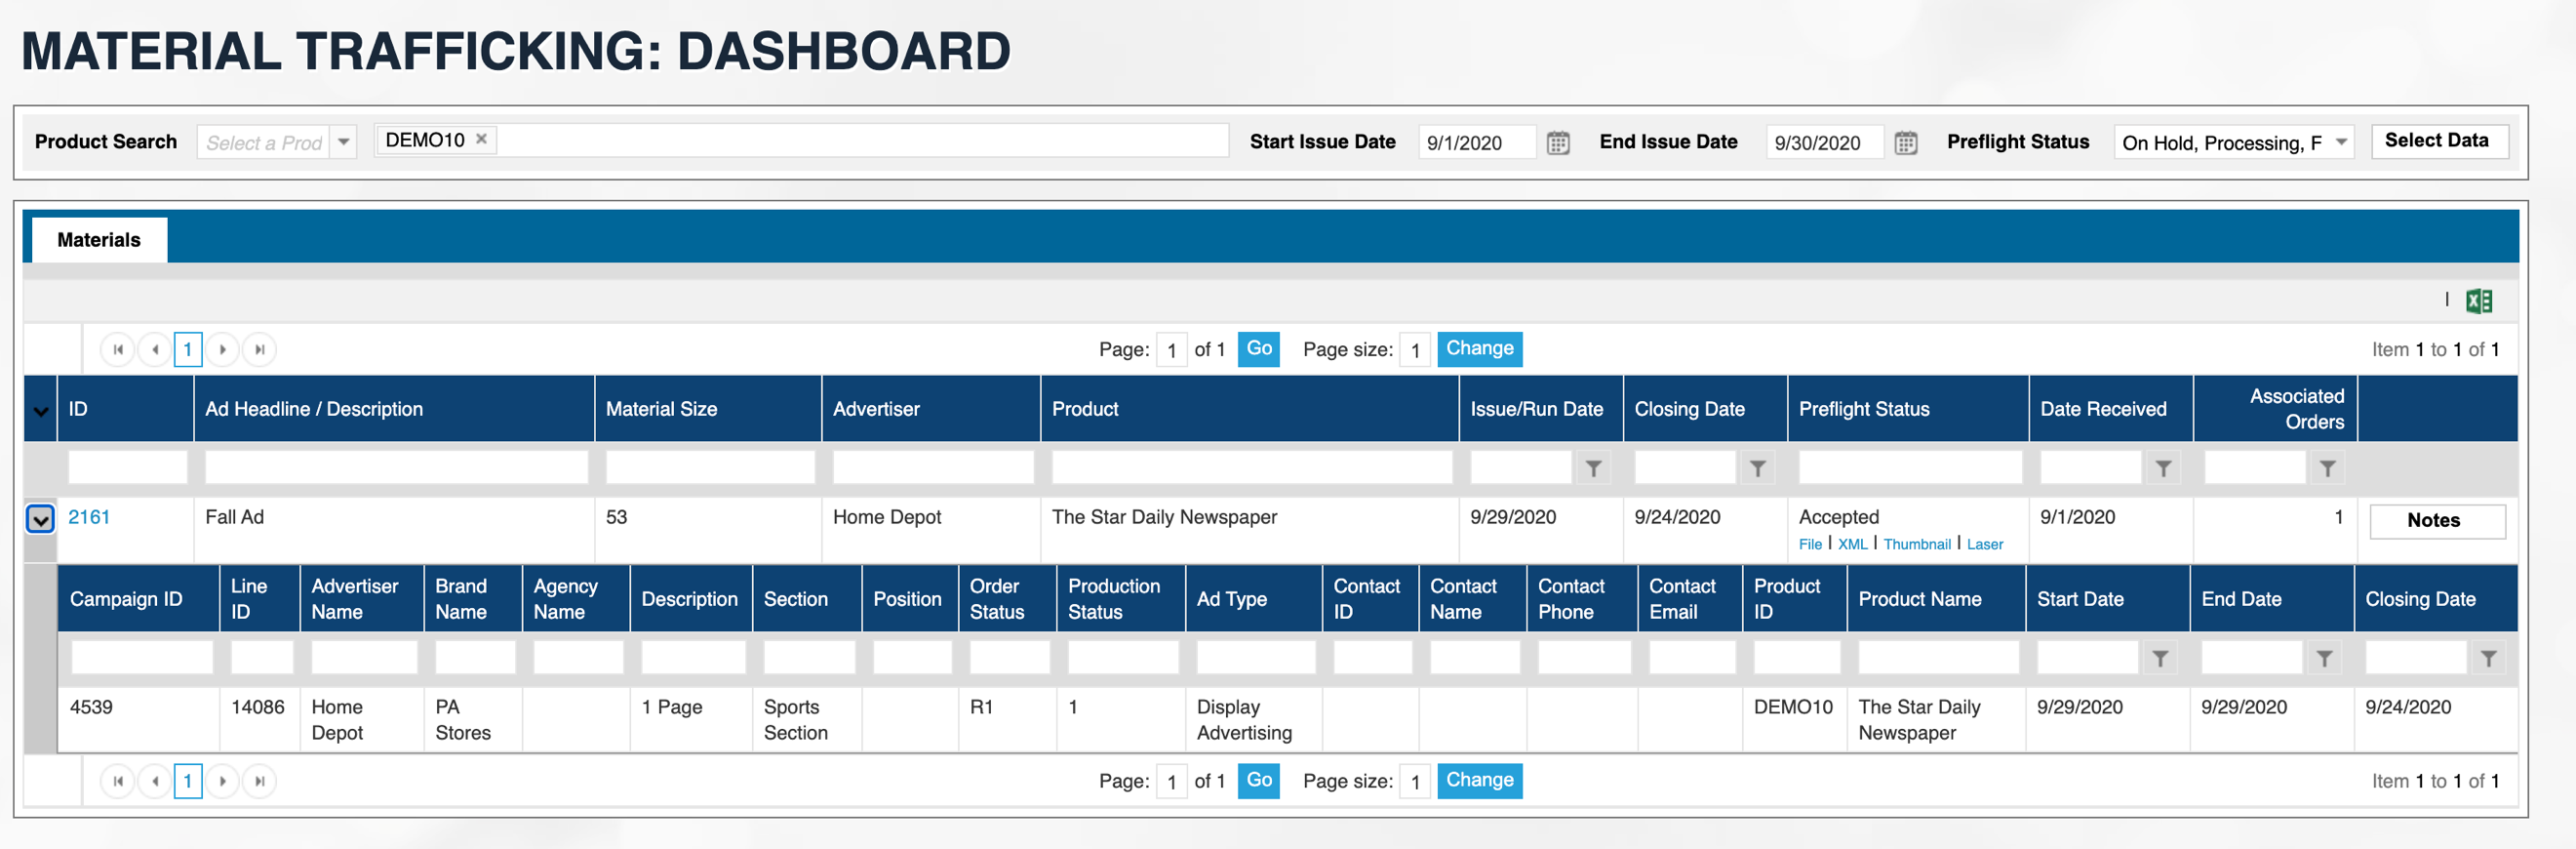 MATERIAL TRAFFICKING: DASHBOARD
Product Search Select a Prod DEMO10 × Start Issue Date 9/1/2020 End Issue Date 9/30/2020 Preflight Status On Hold, Processing, F Select Data
Materials
|
1 Page: 1 of 1 Go Page size: 1 Change Item 1 to 1 of 1
ID Ad Headline / Description Material Size Advertiser Product Issue/Run Date Closing Date Preflight Status Date Received Associated Orders
2161 Fall Ad 53 Home Depot The Star Daily Newspaper 9/29/2020 9/24/2020 Accepted 9/1/2020 1 Notes
File | XML | Thumbnail | Laser
Campaign ID Line ID Advertiser Name Brand Name Agency Name Description Section Position Order Status Production Status Ad Type Contact ID Contact Name Contact Phone Contact Email Product ID Product Name Start Date End Date Closing Date
4539 14086 Home Depot PA Stores 1 Page Sports Section R1 1 Display Advertising DEMO10 The Star Daily Newspaper 9/29/2020 9/29/2020 9/24/2020
1 Page: 1 of 1 Go Page size: 1 Change Item 1 to 1 of 1